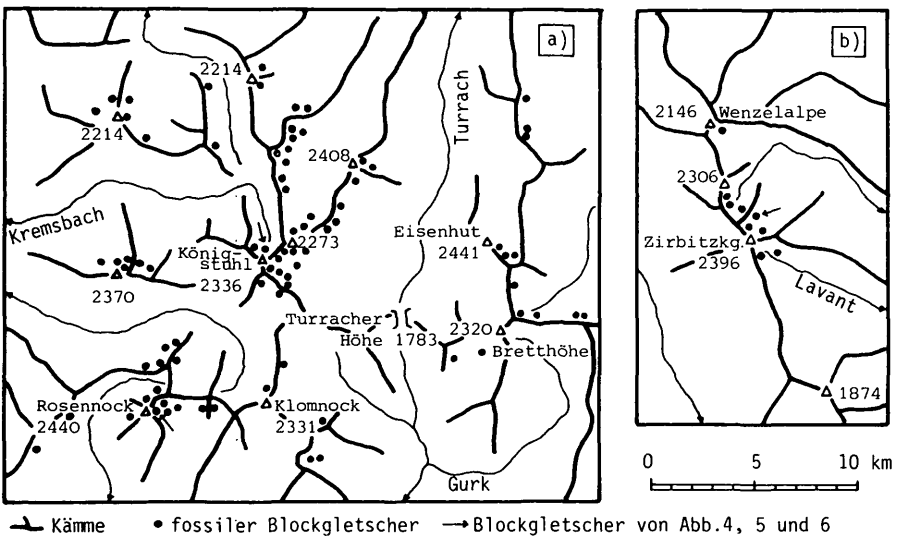 a)
b)
2214
Turrach
2214
2146
Wenzelalpe
2408
2306
Kremsbach
König-
stuhl
2336
2273
Eisenhut
2441
Zirbitzkg.
2396
2370
Lavant
Turracher
Höhe
1783
2320
Bretthöhe
Rosennock
2440
Klomnock
2331
1874
Gurk
0
5
10 km
Kämme
fossiler Blockgletscher
Blockgletscher von Abb.4, 5 und 6